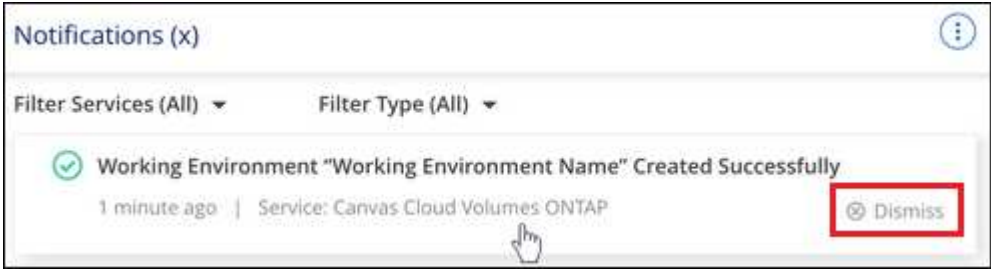 Notifications (x)
Filter Services (All) Filter Type (All)
Working Environment “Working Environment Name” Created Successfully
1 minute ago | Service: Canvas Cloud Volumes ONTAP Dismiss